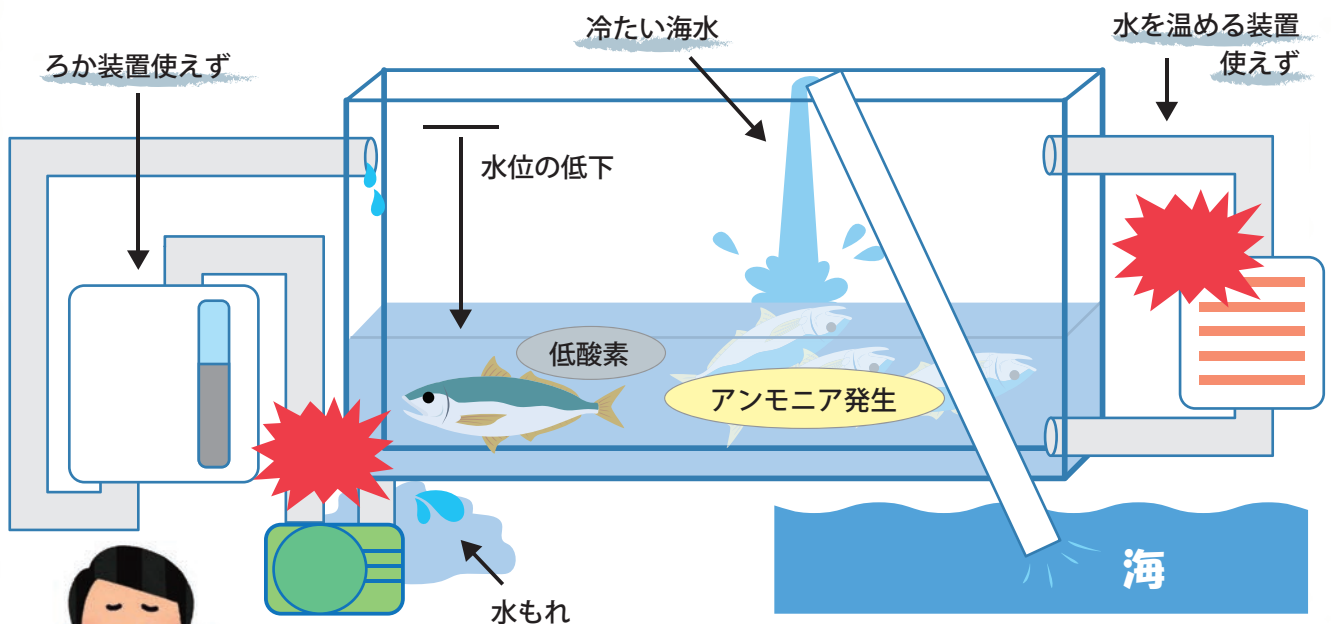 ろか装置使えず
冷たい海水
水を温める装置
使えず
水位の低下
低酸素
アンモニア発生
水もれ
海